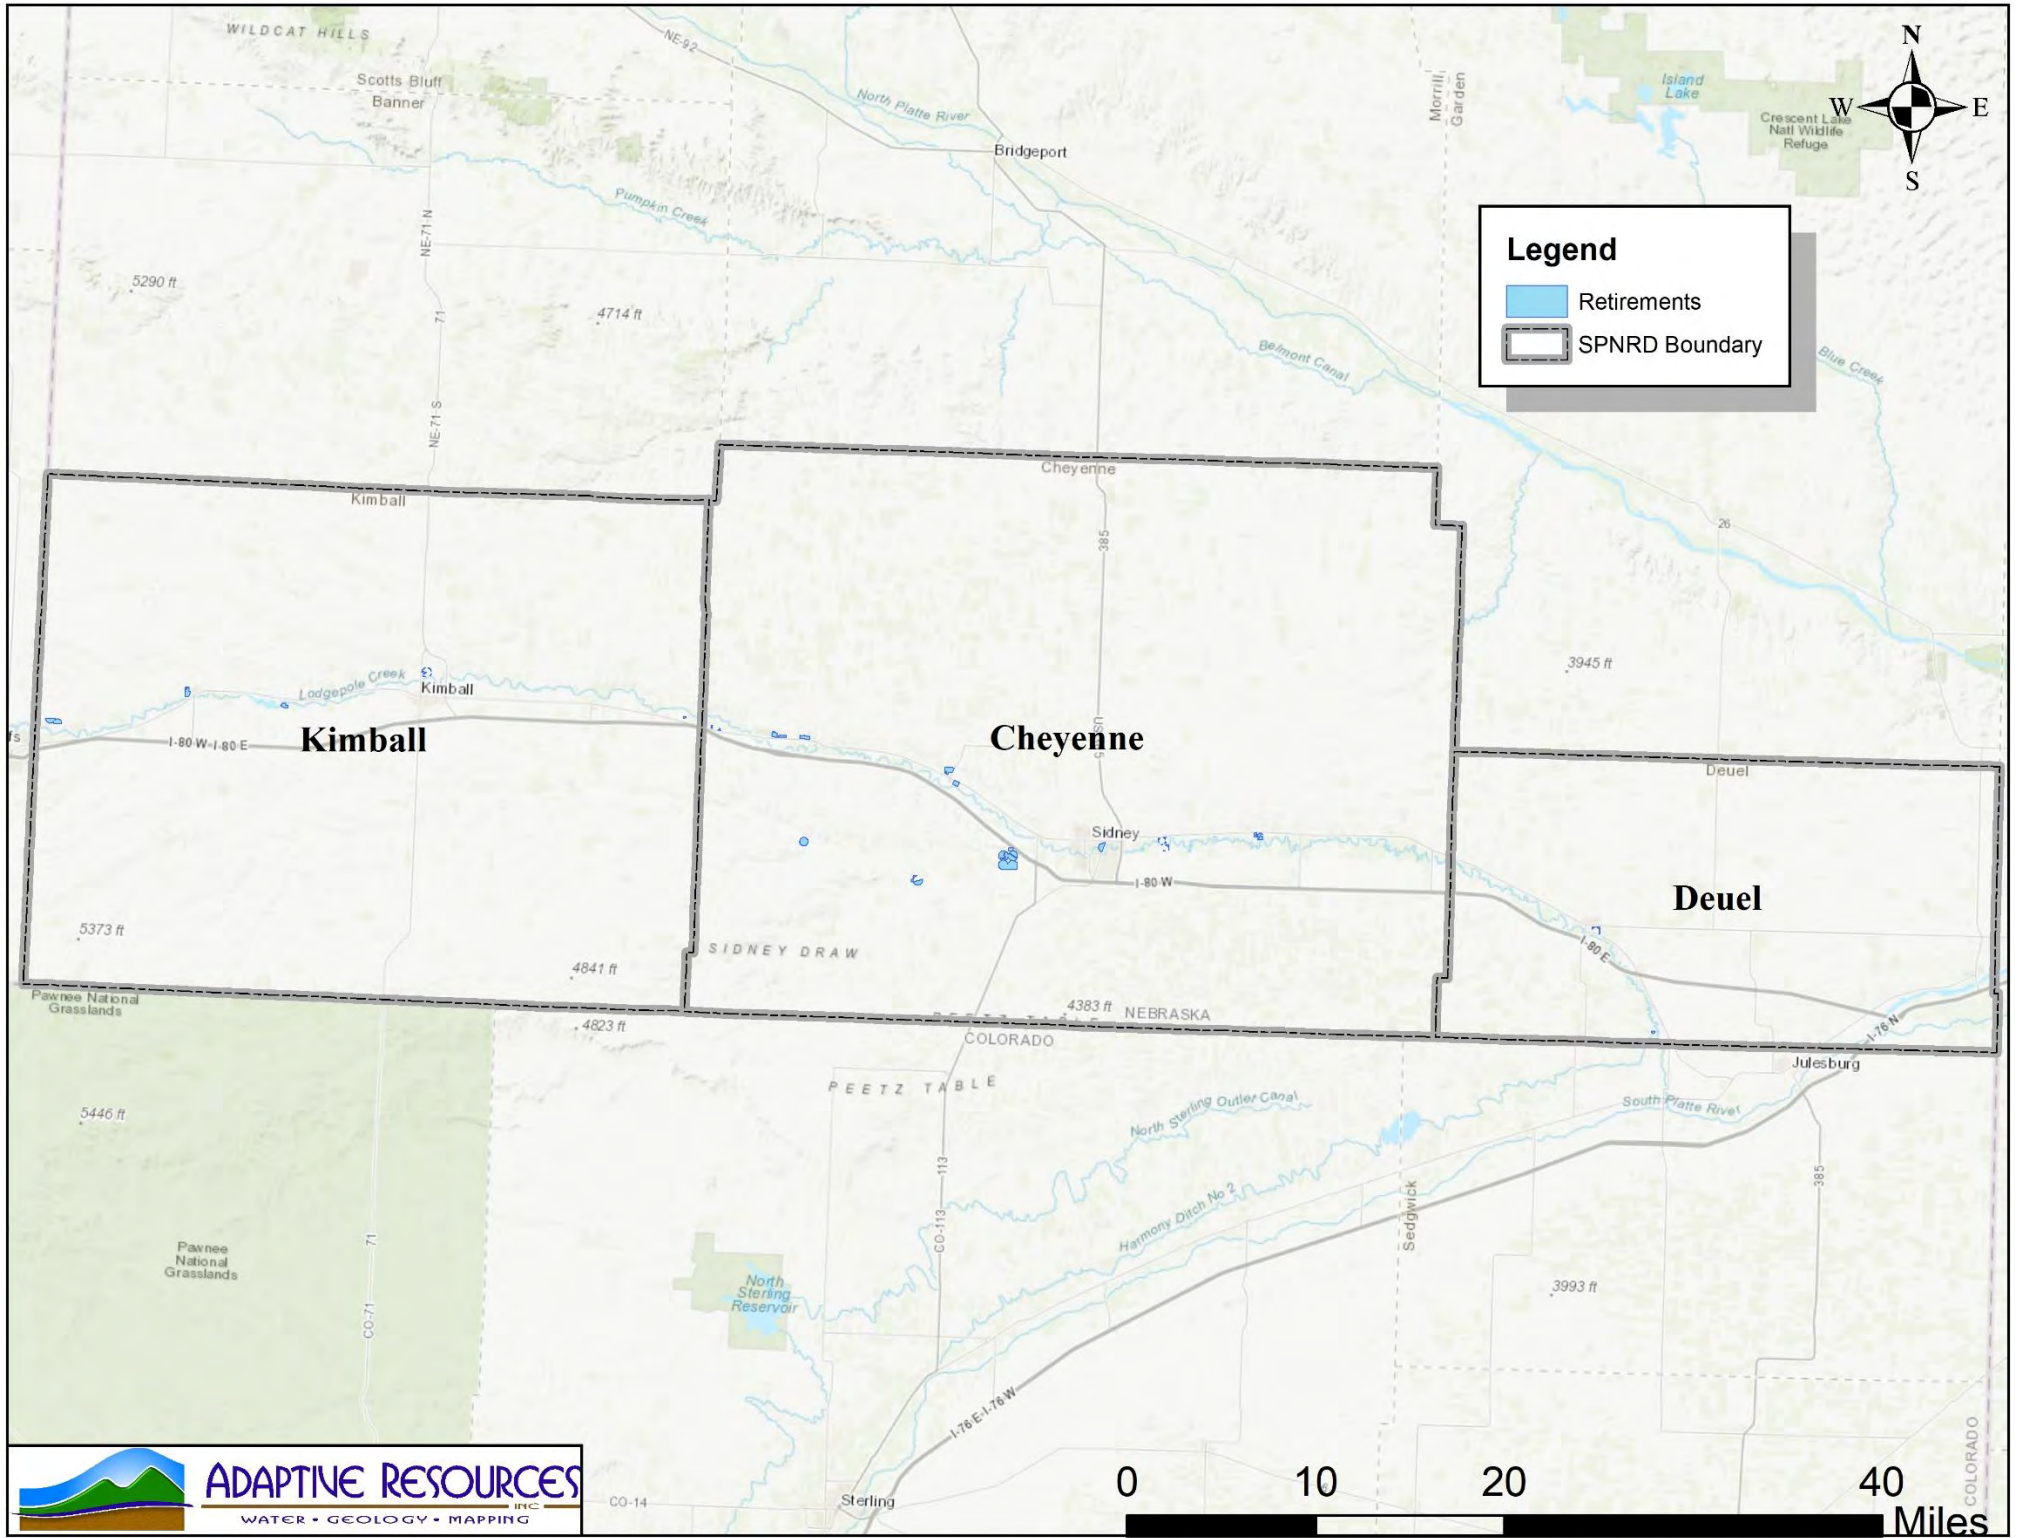 WILDCAT HILLS
NE-92
N
W
E
S
Scotts Bluff
Banner
North Platte River
Morrill
Garden
Island
Lake
Crescent Lake
Natl Wildlife
Refuge
Bridgeport
Pumpkin Creek
NE-71-N
Legend
Retirements
SPNRD Boundary
5290 ft
4714 ft
71
Belmont Canal
Blue Creek
NE-71-S
Cheyenne
Kimball
385
26
3945 ft
Lodgepole Creek
Kimball
Kimball
I-80 W-I-80 E
fs
Cheyenne
Deuel
Sidney
I-80 W
Deuel
I-80 E
5373 ft
4841 ft
SIDNEY DRAW
4383 ft
NEBRASKA
COLORADO
Pawnee National
Grasslands
4823 ft
I-76 N
Julesburg
PEETZ TABLE
5446 ft
North Sterling Outlet Canal
South Platte River
113
385
Sedgwick
Harmony Ditch No 2
CO-113
71
Pawnee
National
Grasslands
North
Sterling
Reservoir
3993 ft
CO-71
I-76 E-I-76 W
COLORADO
ADAPTIVE RESOURCES
INC
WATER • GEOLOGY • MAPPING
CO-14
Sterling
0 10 20 40
Miles